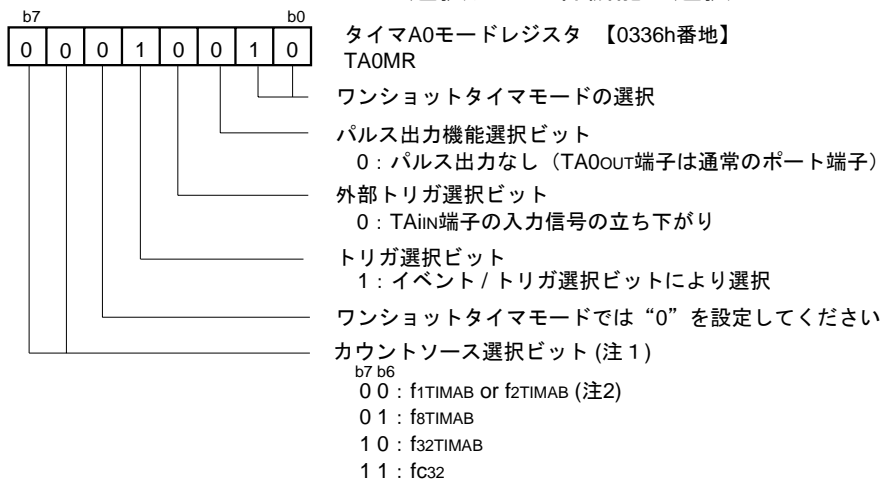 b7 b0
0 0 0 1 0 0 1 0
タイマA0モードレジスタ 【0336h番地】
TA0MR
ワンショットタイマモードの選択
パルス出力機能選択ビット
0：パルス出力なし（TA0OUT端子は通常のポート端子）
外部トリガ選択ビット
0：TAiIN端子の入力信号の立ち下がり
トリガ選択ビット
1：イベント / トリガ選択ビットにより選択
ワンショットタイマモードでは“0”を設定してください
カウントソース選択ビット (注１)
b7 b6
0 0：f1TIMAB or f2TIMAB (注2)
0 1：f8TIMAB
1 0：f32TIMAB
1 1：fC32